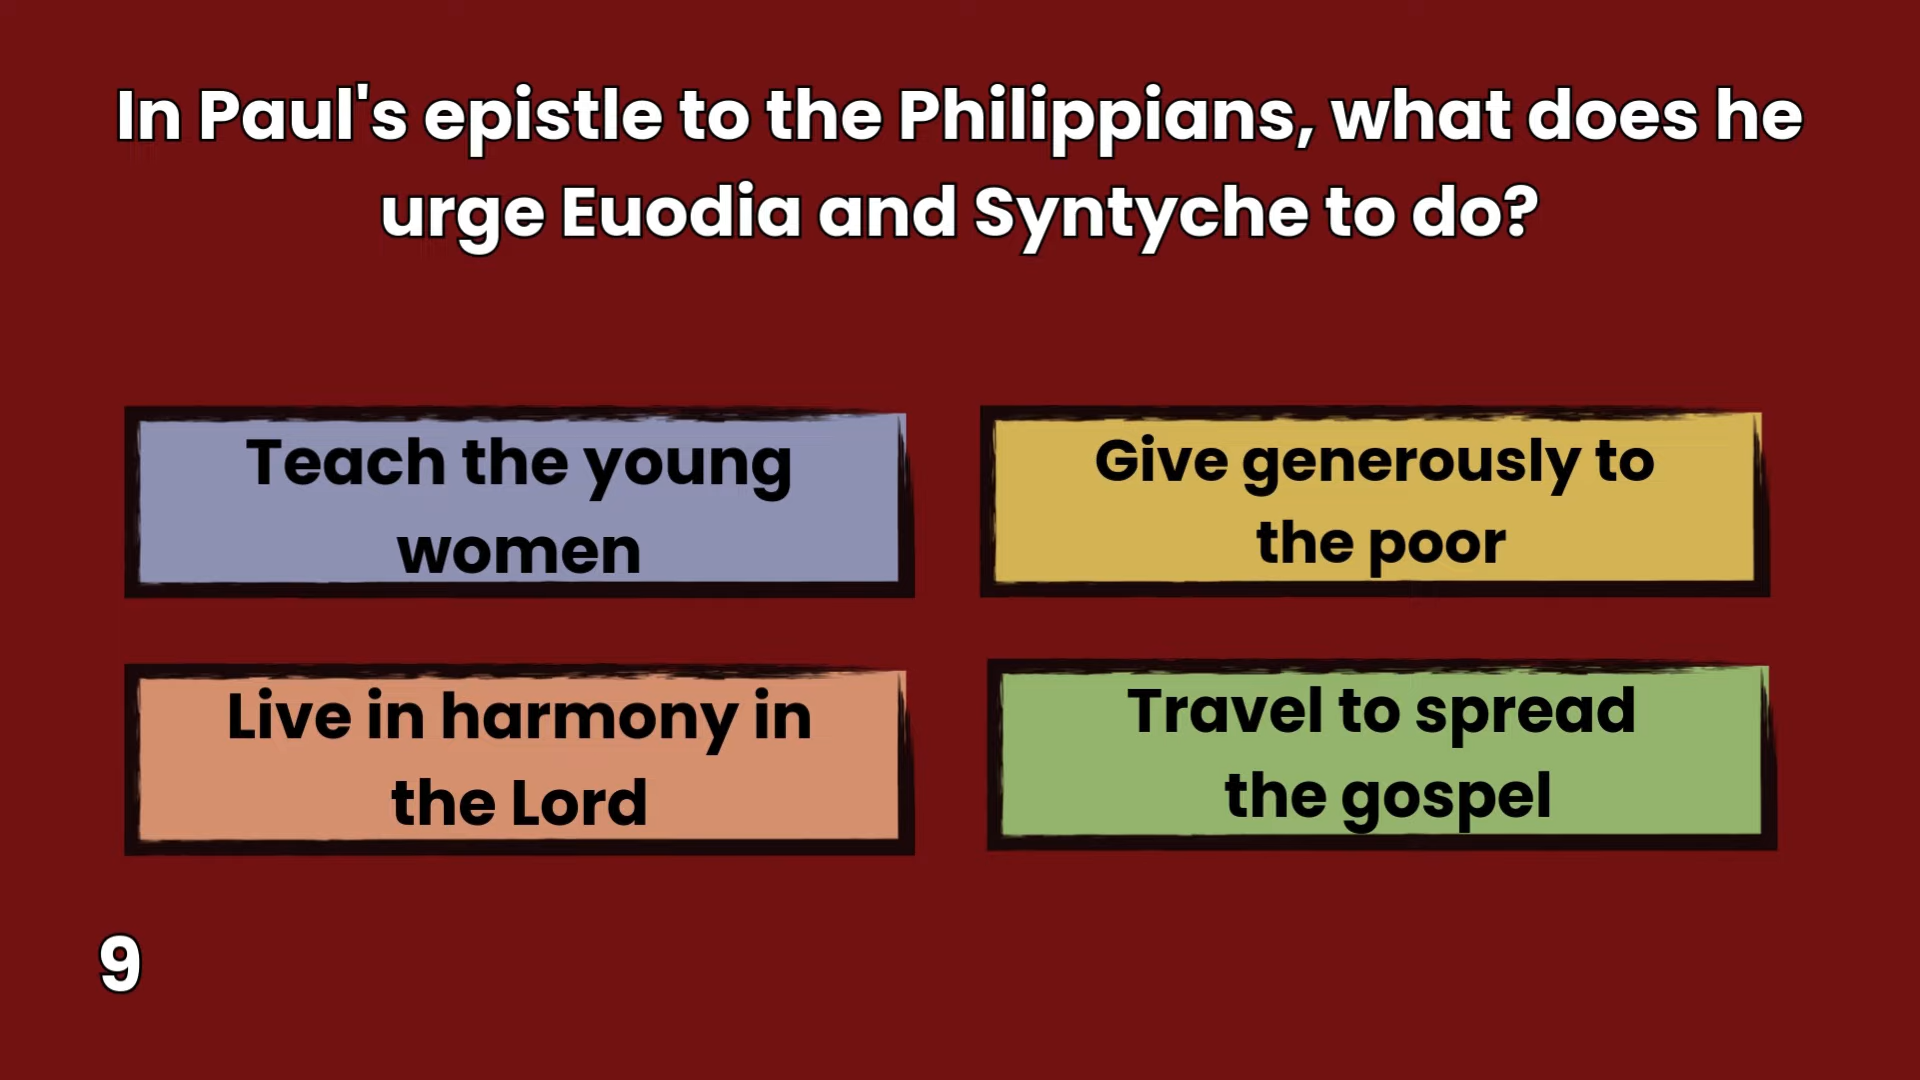 In Paul's epistle to the Philippians, what does he
urge Euodia and Syntyche to do?
Teach the young
women
Give generously to
the poor
Live in harmony in
the Lord
Travel to spread
the gospel
9